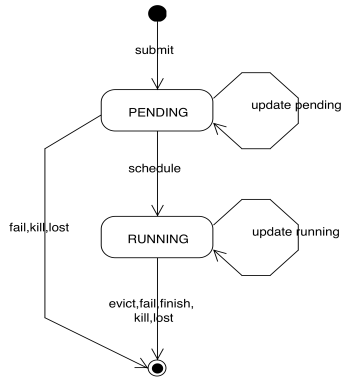 submit
PENDING
update pending
schedule
fail,kill,lost
RUNNING
update running
evict,fail,finish,
kill,lost